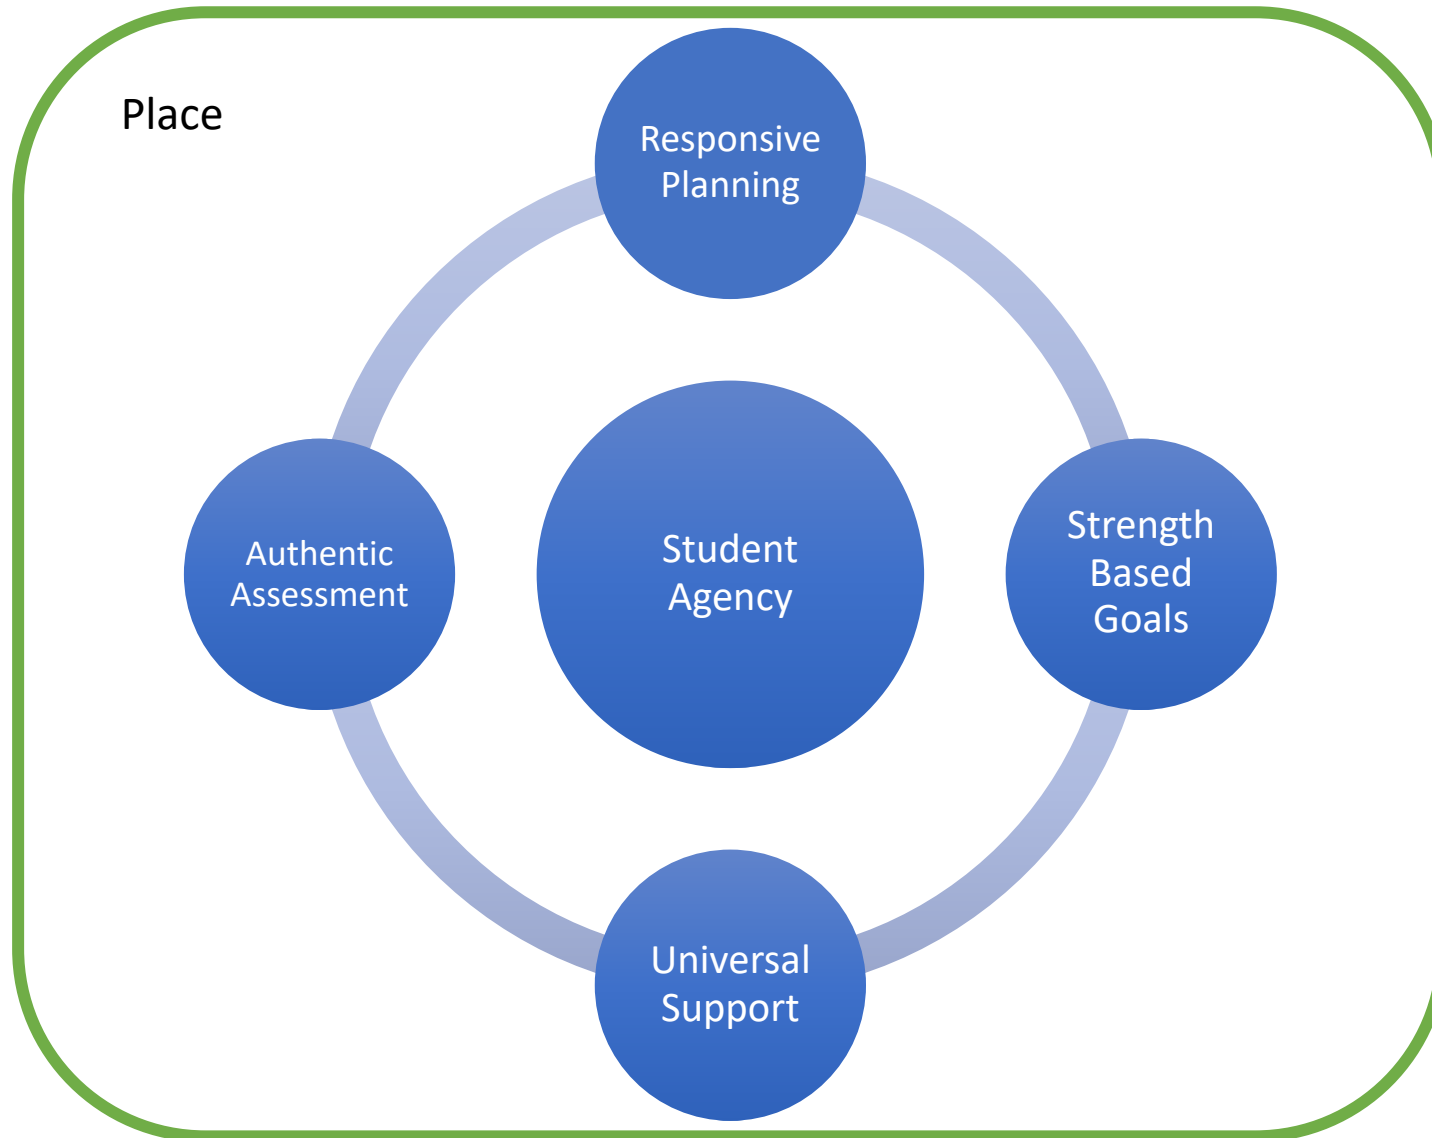 Place
Responsive
Planning
Authentic
Assessment
Student
Agency
Strength
Based
Goals
Universal
Support